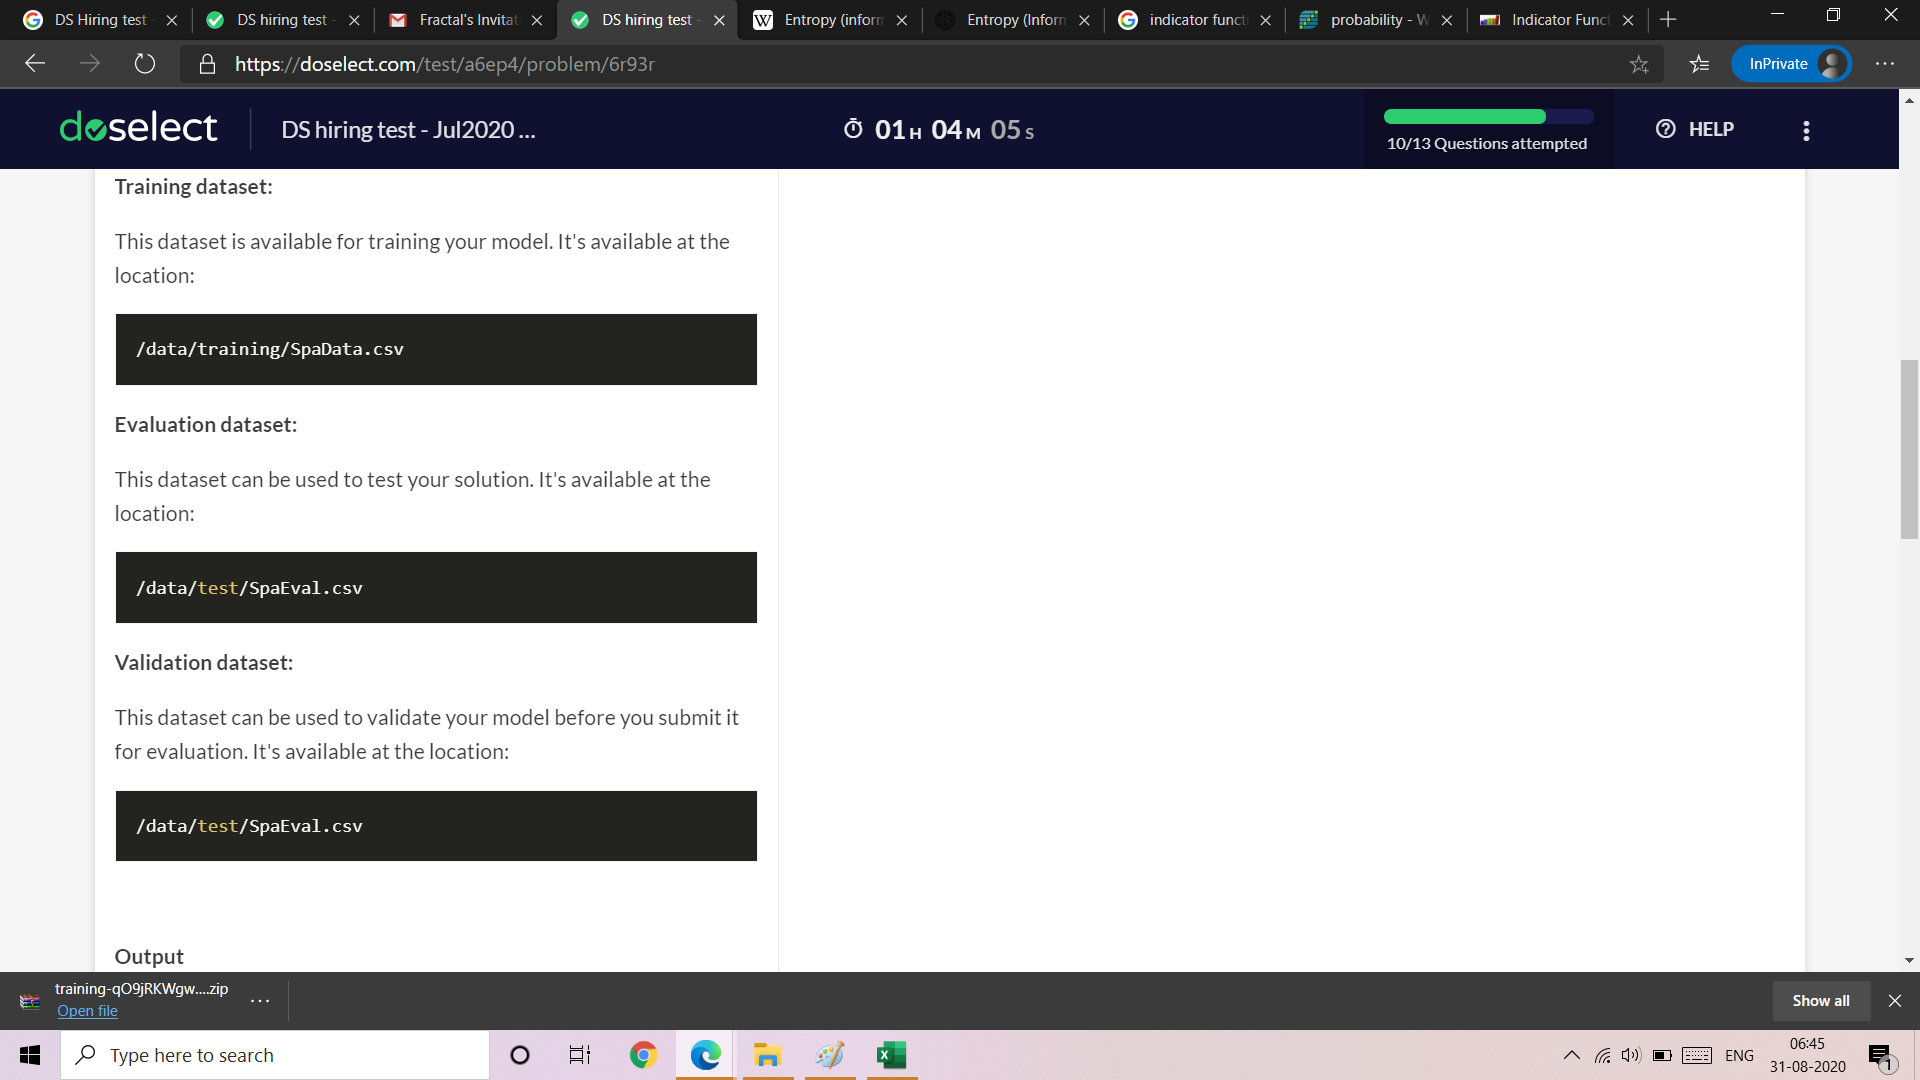 DS Hiring test
DS hiring test -
Fractal's Invitat
DS hiring test -
Entropy (inform
Entropy (Inform
indicator functi
probability - W
Indicator Funct
https://doselect.com/test/a6ep4/problem/6r93r
InPrivate
doselect
DS hiring test - Jul2020 ...
01 H 04 M 05 S
10/13 Questions attempted
HELP
Training dataset:
This dataset is available for training your model. It's available at the
location:
/data/training/SpaData.csv
Evaluation dataset:
This dataset can be used to test your solution. It's available at the
location:
/data/test/SpaEval.csv
Validation dataset:
This dataset can be used to validate your model before you submit it
for evaluation. It's available at the location:
/data/test/SpaEval.csv
Output
training-qO9jRKWgw....zip
Open file
Show all
Type here to search
ENG
06:45
31-08-2020
1